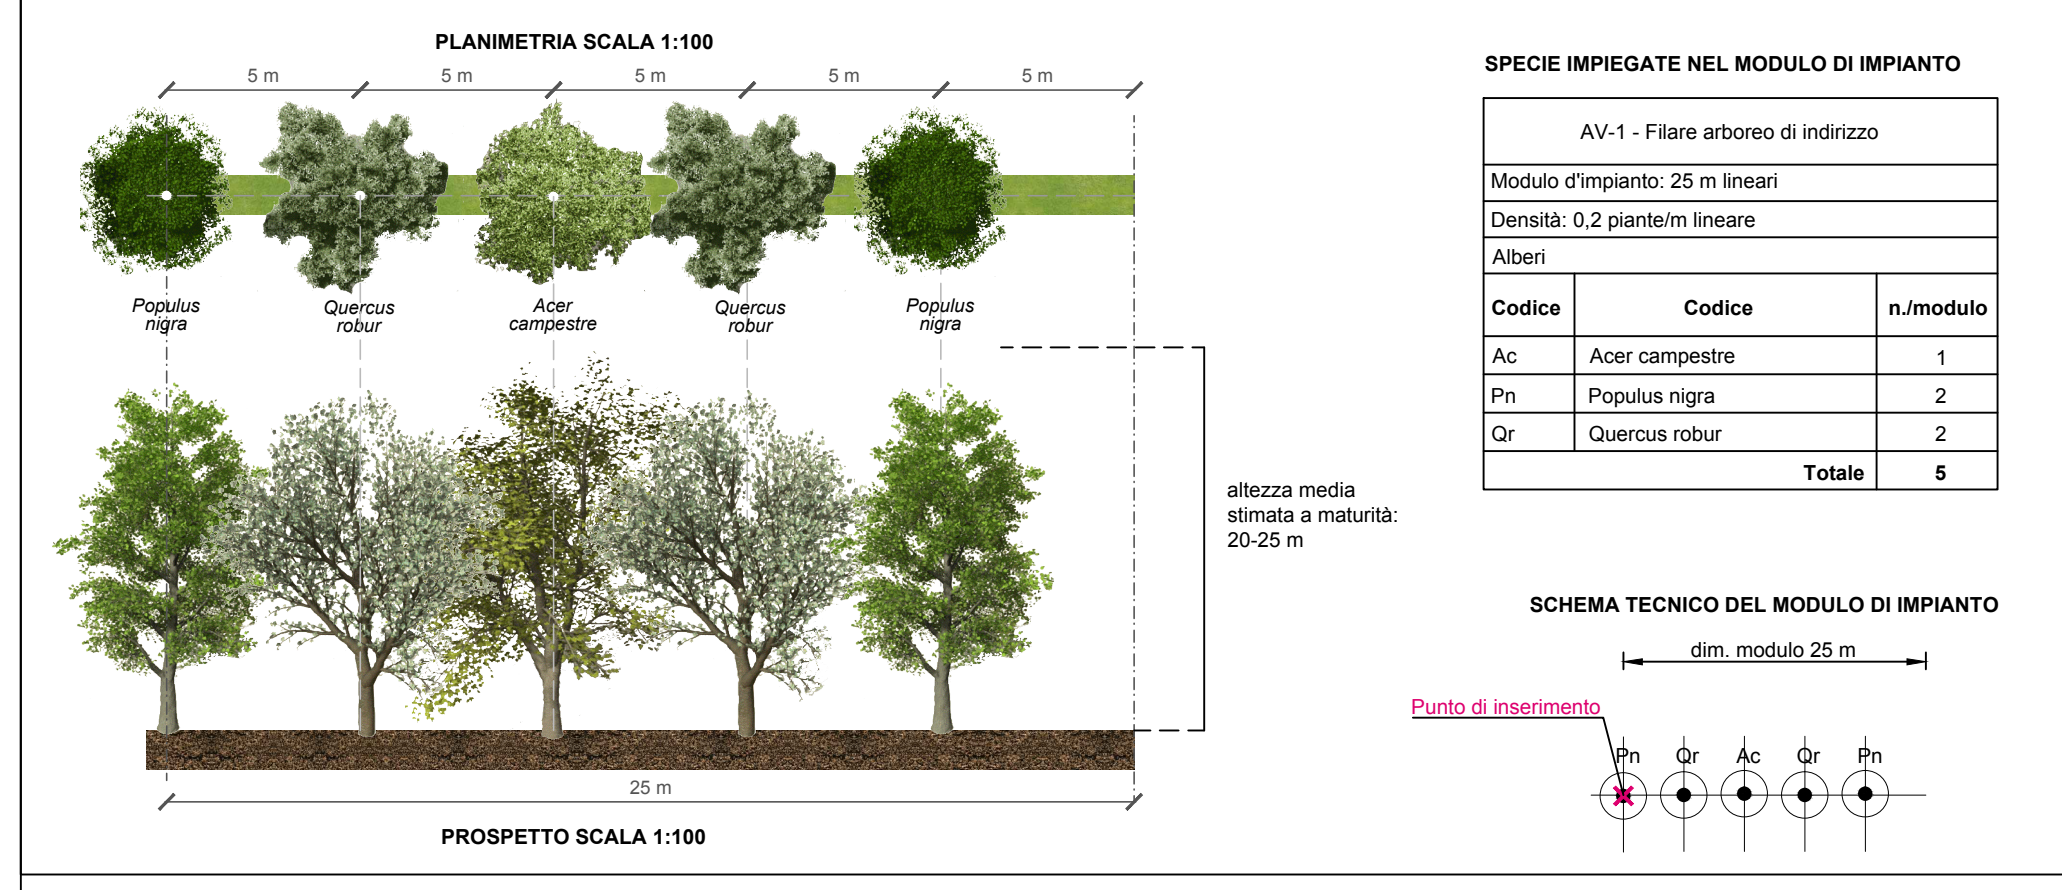 PLANIMETRIA SCALA 1:100
5 m 5 m 5 m 5 m 5 m
Populus
nigra
Quercus
robur
Acer
campestre
Quercus
robur
Populus
nigra
altezza media
stimata a maturità:
20-25 m
25 m
PROSPETTO SCALA 1:100
SPECIE IMPIEGATE NEL MODULO DI IMPIANTO
AV-1 - Filare arboreo di indirizzo
Modulo d'impianto: 25 m lineari
Densità: 0,2 piante/m lineare
Alberi
Codice Codice n./modulo
Ac Acer campestre 1
Pn Populus nigra 2
Qr Quercus robur 2
Totale 5
SCHEMA TECNICO DEL MODULO DI IMPIANTO
dim. modulo 25 m
Punto di inserimento
Pn Qr Ac Qr Pn